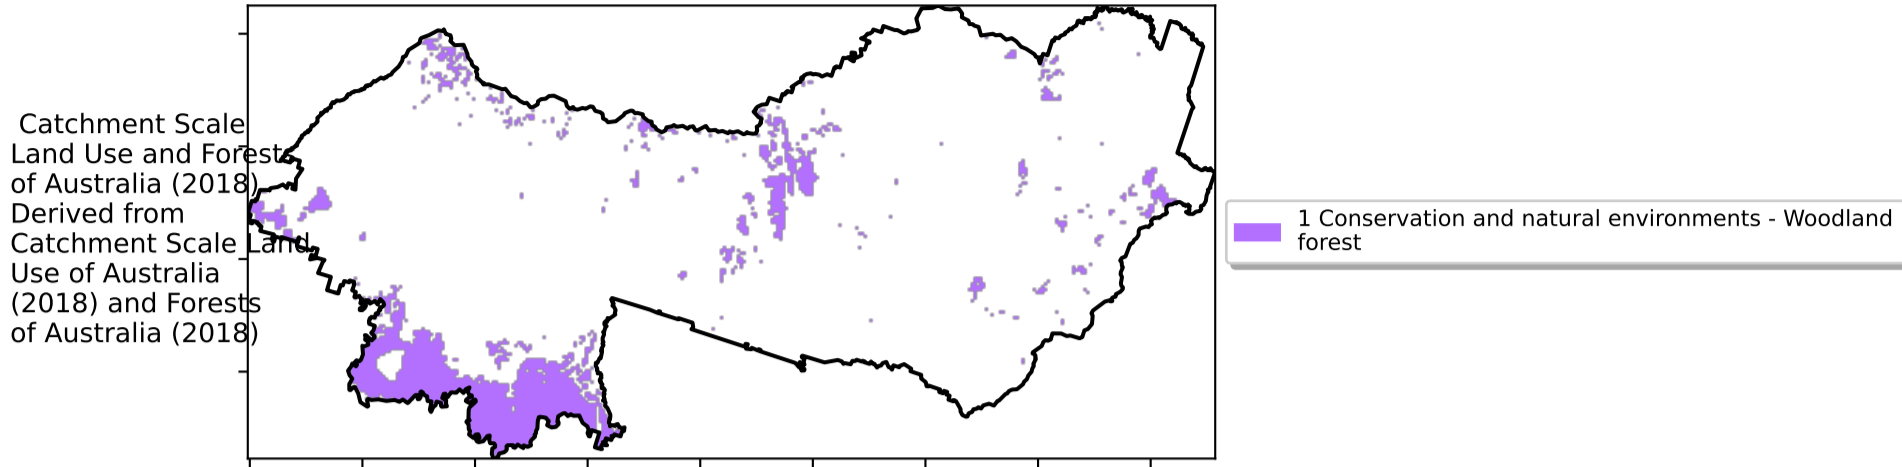 Catchment Scale
Land Use and Forests
of Australia (2018)
Derived from
Catchment Scale Land
Use of Australia
(2018) and Forests
of Australia (2018)
1 Conservation and natural environments - Woodland
forest